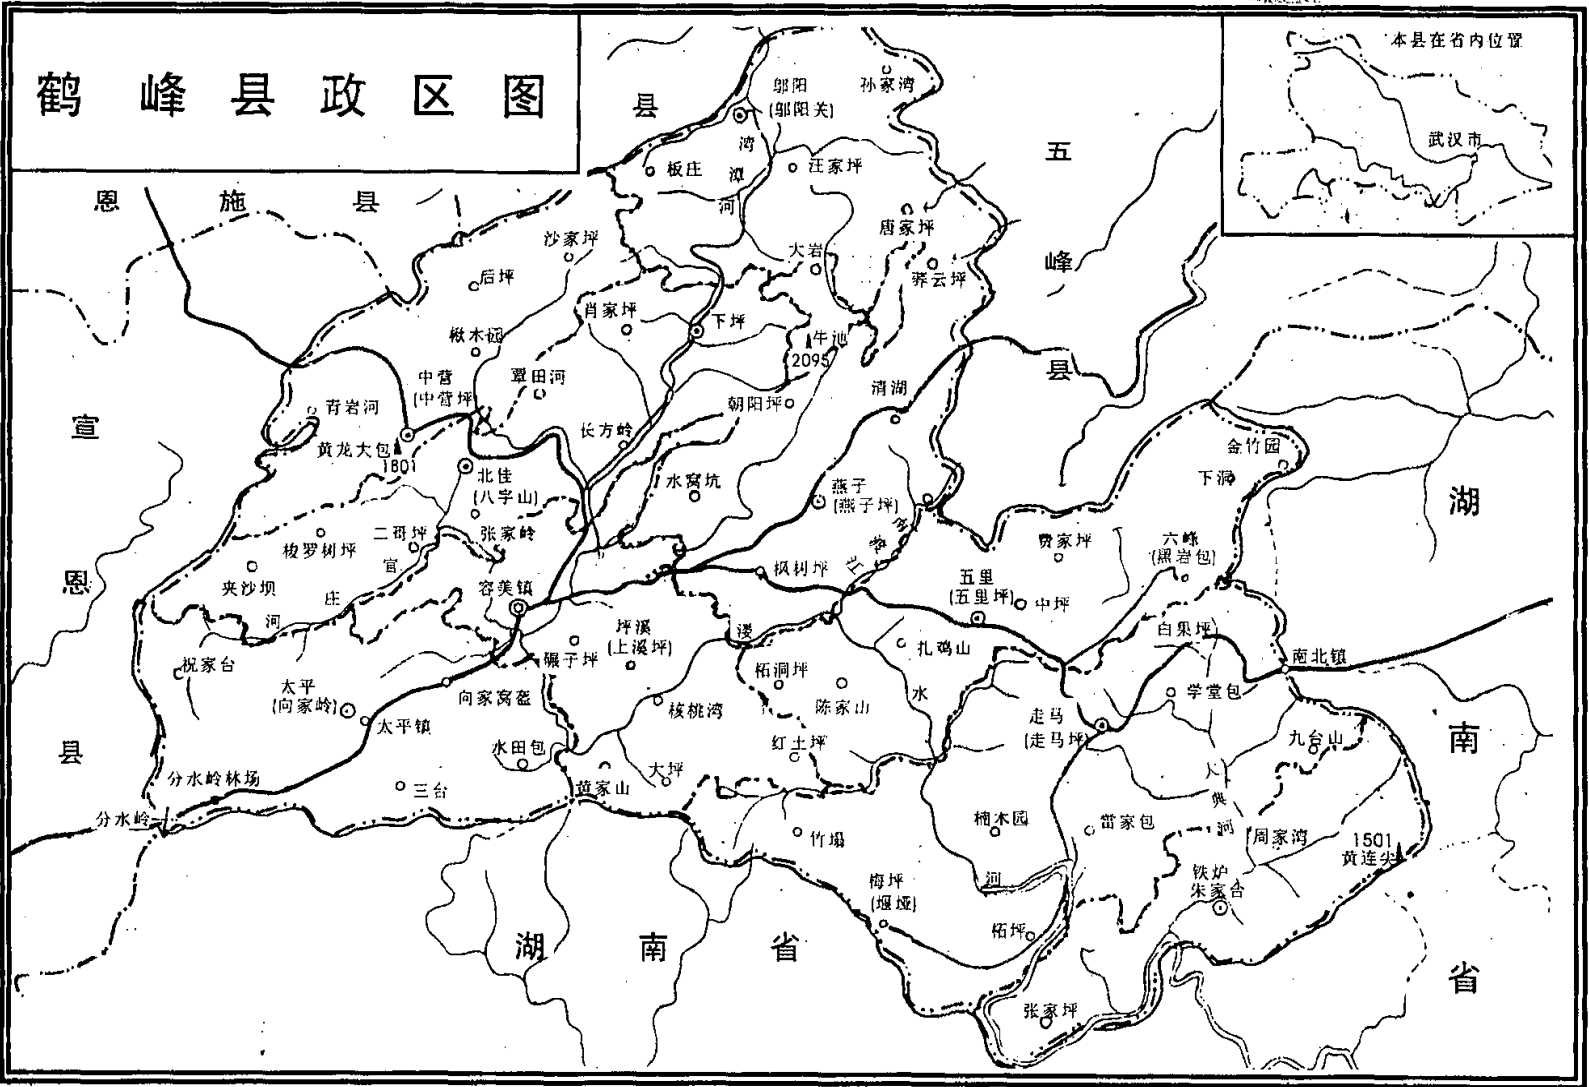 鹤峰县政区图
本县在省内位置
武汉市
恩施县
县
五峰县
宣恩县
湖南省
湖南省
邬阳
(邬阳关)
孙家湾
湾潭河
板庄
汪家坪
唐家坪
沙家坪
大岩
后坪
肖家坪
下坪
牛池
2095
楸木园
中营
(中营坪)
覃田河
清湖
朝阳坪
青岩河
黄龙大包
1801
长方岭
金竹园
下洞
北佳
(八字山)
水窝坑
燕子
(燕子坪)
二哥坪
张家岭
梭罗树坪
费家坪
六峰
(黑岩包)
夹沙坝
官庄河
容美镇
枫树坪
五里
(五里坪)
中坪
坪溪
(上溪坪)
白果坪
祝家台
碾子坪
扎鸡山
南北镇
太平
(向家岭)
向家窝盔
柘洞坪
陈家山
学堂包
太平镇
核桃湾
溇水河
走马
(走马坪)
水田包
红土坪
九台山
分水岭林场
三台
黄家山
大坪
分水岭
竹塌
楠木园
雷家包
大典河
周家湾
1501
黄连尖
梅坪
(堰垭)
铁炉
朱家台
柘坪
张家坪